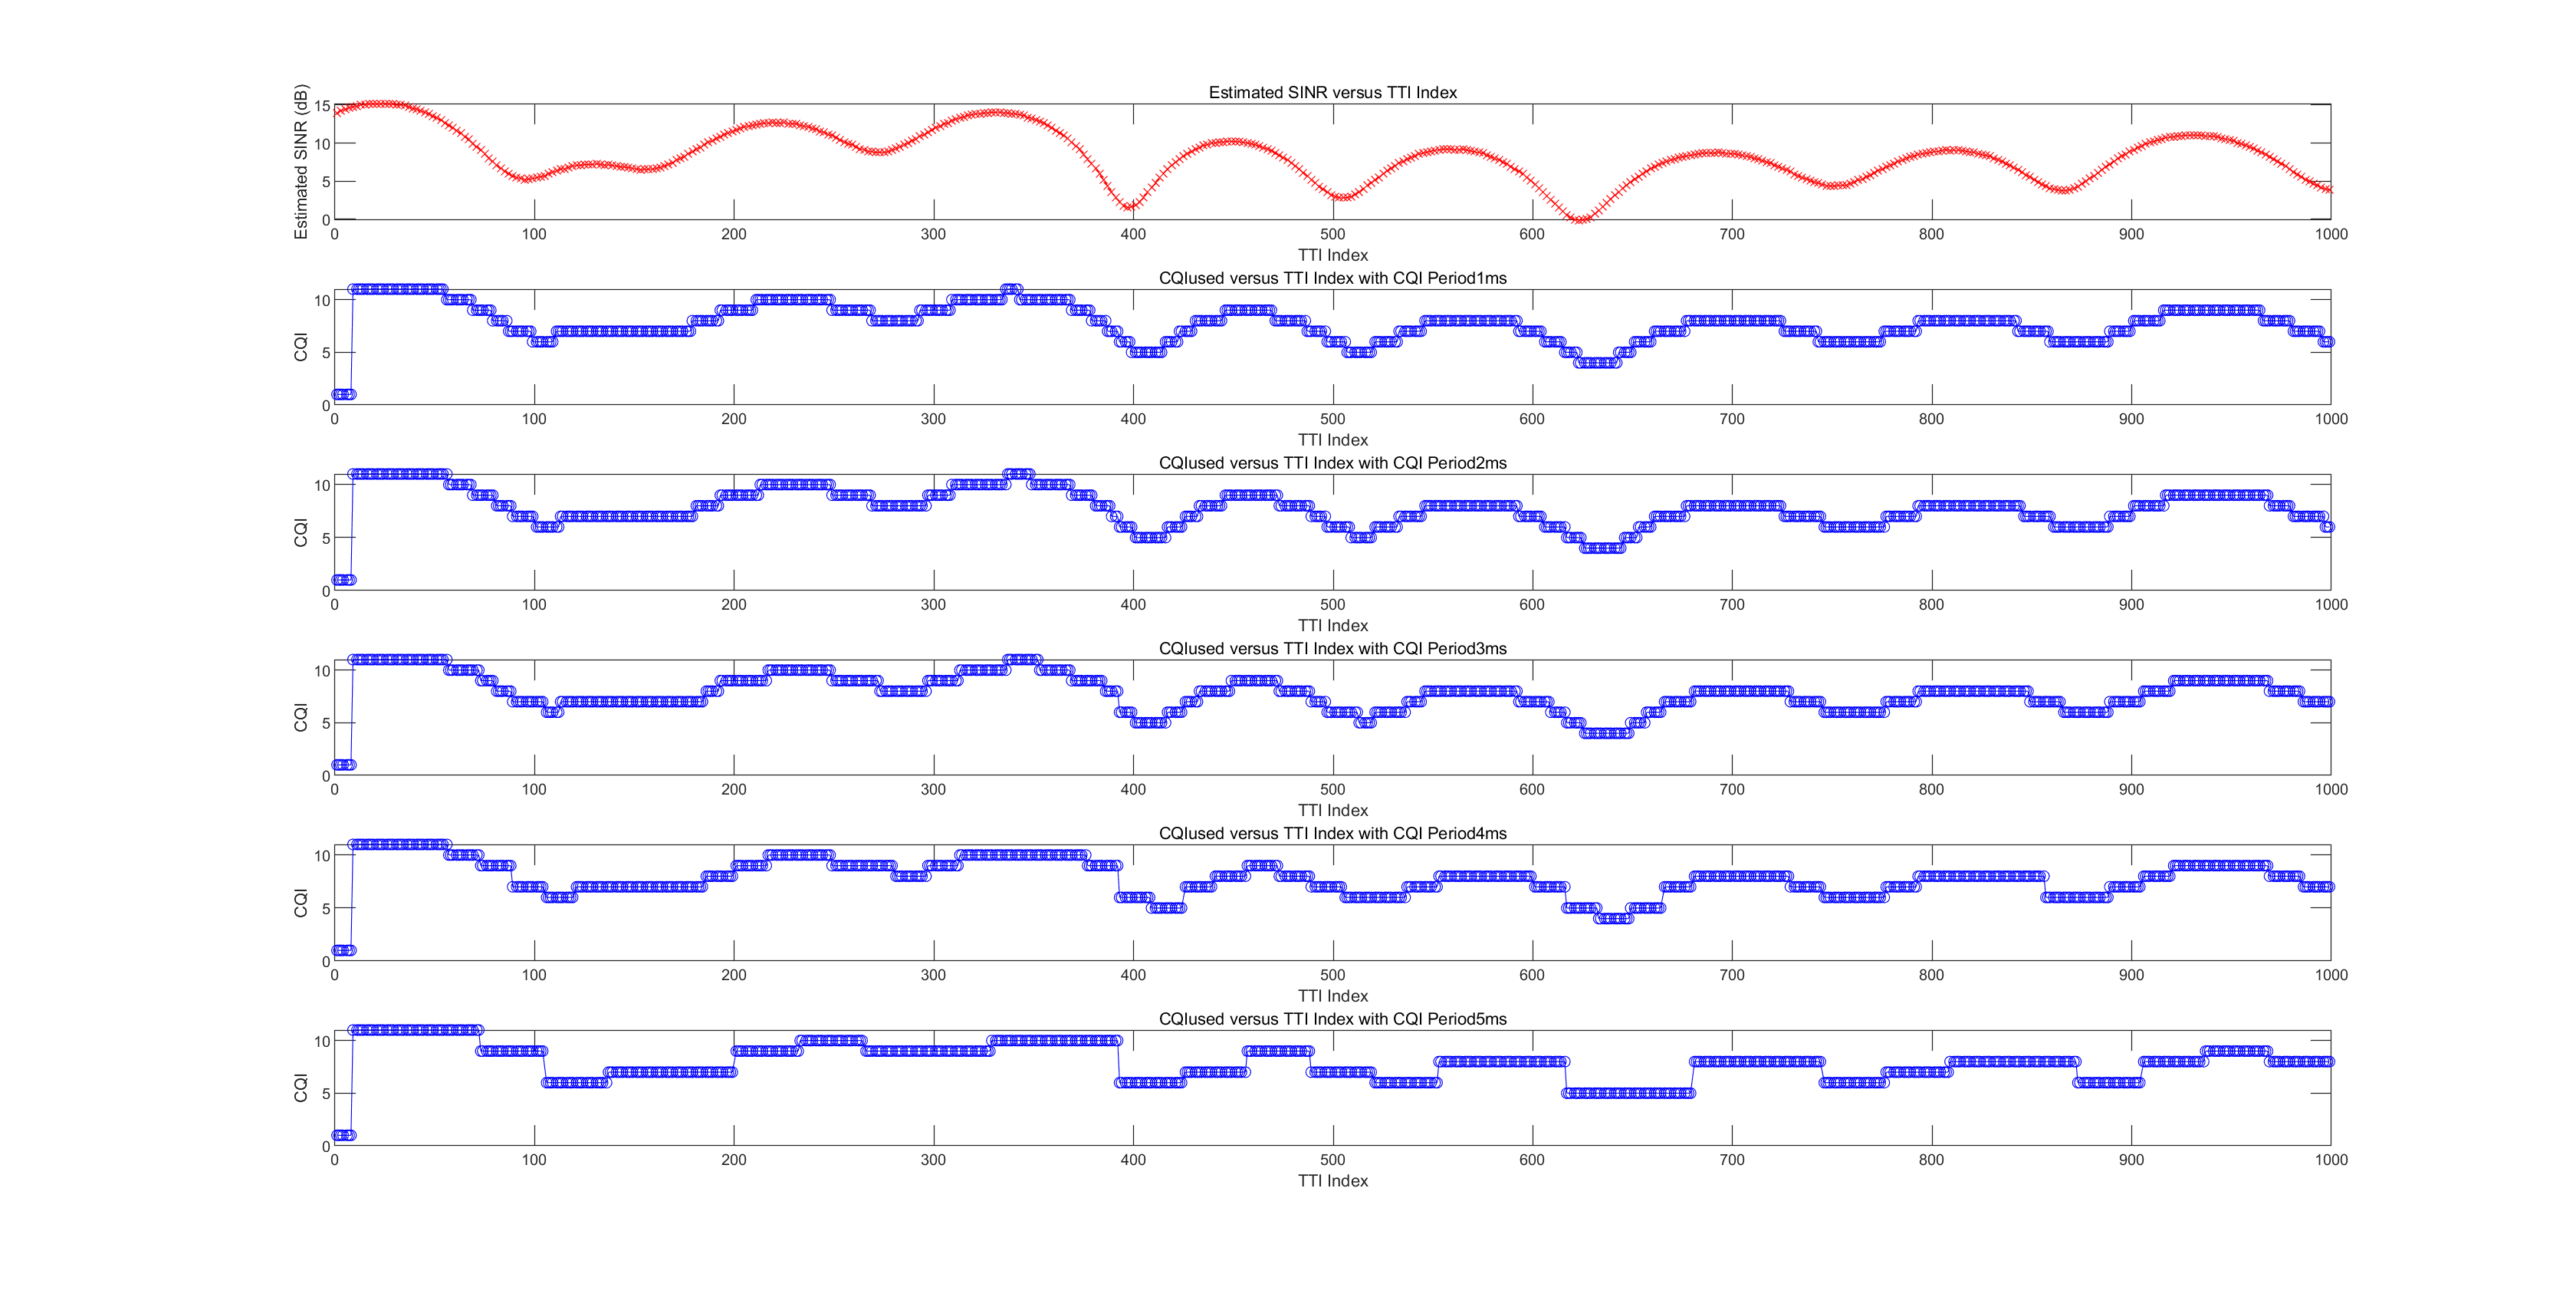 Estimated SINR versus TTI Index
Estimated SINR (dB)
15
10
5
0
0 100 200 300 400 500 600 700 800 900 1000
TTI Index
CQIused versus TTI Index with CQI Period1ms
CQI
10
5
0
0 100 200 300 400 500 600 700 800 900 1000
TTI Index
CQIused versus TTI Index with CQI Period2ms
CQI
10
5
0
0 100 200 300 400 500 600 700 800 900 1000
TTI Index
CQIused versus TTI Index with CQI Period3ms
CQI
10
5
0
0 100 200 300 400 500 600 700 800 900 1000
TTI Index
CQIused versus TTI Index with CQI Period4ms
CQI
10
5
0
0 100 200 300 400 500 600 700 800 900 1000
TTI Index
CQIused versus TTI Index with CQI Period5ms
CQI
10
5
0
0 100 200 300 400 500 600 700 800 900 1000
TTI Index